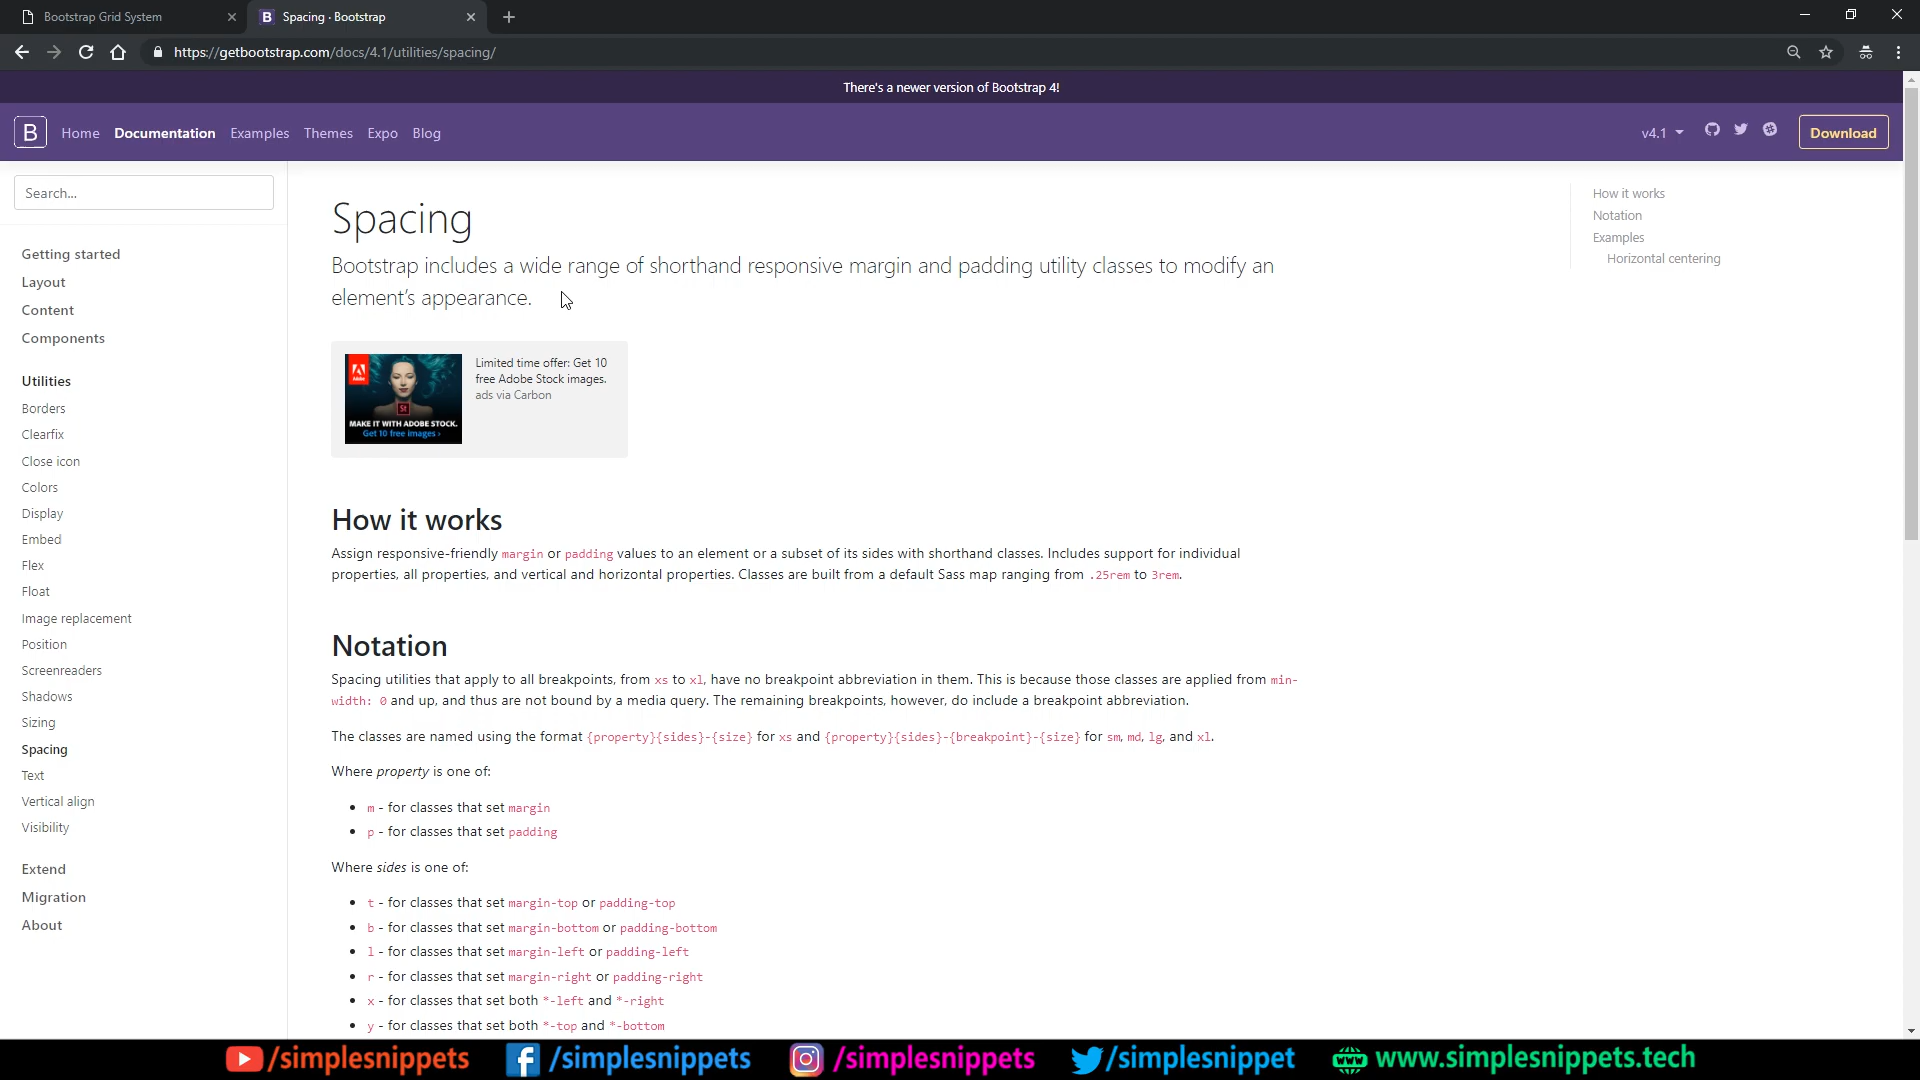 Bootstrap Grid System
B Spacing · Bootstrap
https://getbootstrap.com/docs/4.1/utilities/spacing/
There's a newer version of Bootstrap 4!
B Home Documentation Examples Themes Expo Blog v4.1 Download
Search...
Getting started
Layout
Content
Components
Utilities
Borders
Clearfix
Close icon
Colors
Display
Embed
Flex
Float
Image replacement
Position
Screenreaders
Shadows
Sizing
Spacing
Text
Vertical align
Visibility
Extend
Migration
About
Spacing
Bootstrap includes a wide range of shorthand responsive margin and padding utility classes to modify an
element's appearance.
Adobe
St
MAKE IT WITH ADOBE STOCK.
Get 10 free images ›
Limited time offer: Get 10
free Adobe Stock images.
ads via Carbon
How it works
Assign responsive-friendly margin or padding values to an element or a subset of its sides with shorthand classes. Includes support for individual
properties, all properties, and vertical and horizontal properties. Classes are built from a default Sass map ranging from .25rem to 3rem.
Notation
Spacing utilities that apply to all breakpoints, from xs to xl, have no breakpoint abbreviation in them. This is because those classes are applied from min-
width: 0 and up, and thus are not bound by a media query. The remaining breakpoints, however, do include a breakpoint abbreviation.
The classes are named using the format {property}{sides}-{size} for xs and {property}{sides}-{breakpoint}-{size} for sm, md, lg, and xl.
Where property is one of:
• m - for classes that set margin
• p - for classes that set padding
Where sides is one of:
• t - for classes that set margin-top or padding-top
• b - for classes that set margin-bottom or padding-bottom
• l - for classes that set margin-left or padding-left
• r - for classes that set margin-right or padding-right
• x - for classes that set both *-left and *-right
• y - for classes that set both *-top and *-bottom
How it works
Notation
Examples
Horizontal centering
/simplesnippets /simplesnippets /simplesnippets /simplesnippet www.simplesnippets.tech